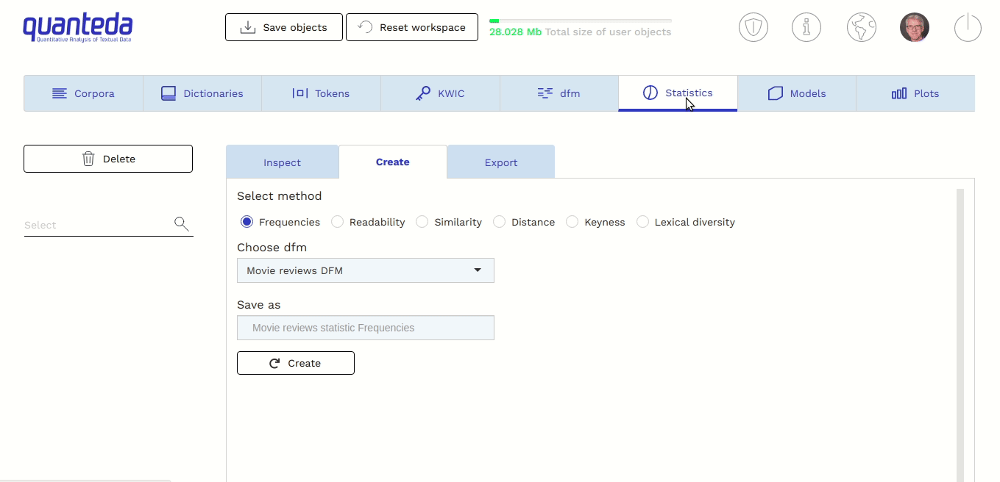 quanteda
Quantitative Analysis of Textual Data
Save objects
Reset workspace
28.028 Mb Total size of user objects
Corpora
Dictionaries
Tokens
KWIC
dfm
Statistics
Models
Plots
Delete
Select
Inspect
Create
Export
Select method
Frequencies
Readability
Similarity
Distance
Keyness
Lexical diversity
Choose dfm
Movie reviews DFM
Save as
Movie reviews statistic Frequencies
Create